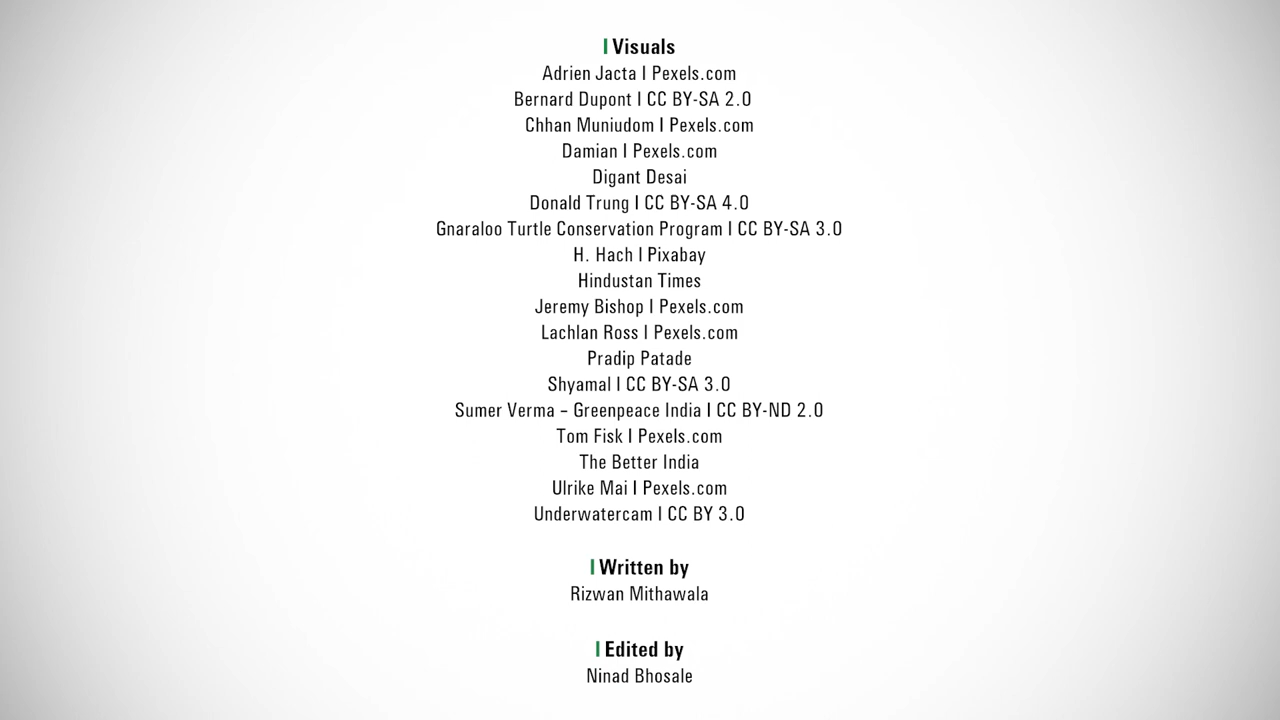 Visuals
Adrien Jacta | Pexels.com
Bernard Dupont | CC BY-SA 2.0
Chhan Muniudom | Pexels.com
Damian | Pexels.com
Digant Desai
Donald Trung | CC BY-SA 4.0
Gnaraloo Turtle Conservation Program | CC BY-SA 3.0
H. Hach | Pixabay
Hindustan Times
Jeremy Bishop | Pexels.com
Lachlan Ross | Pexels.com
Pradip Patade
Shyamal | CC BY-SA 3.0
Sumer Verma – Greenpeace India | CC BY-ND 2.0
Tom Fisk | Pexels.com
The Better India
Ulrike Mai | Pexels.com
Underwatercam | CC BY 3.0
Written by
Rizwan Mithawala
Edited by
Ninad Bhosale